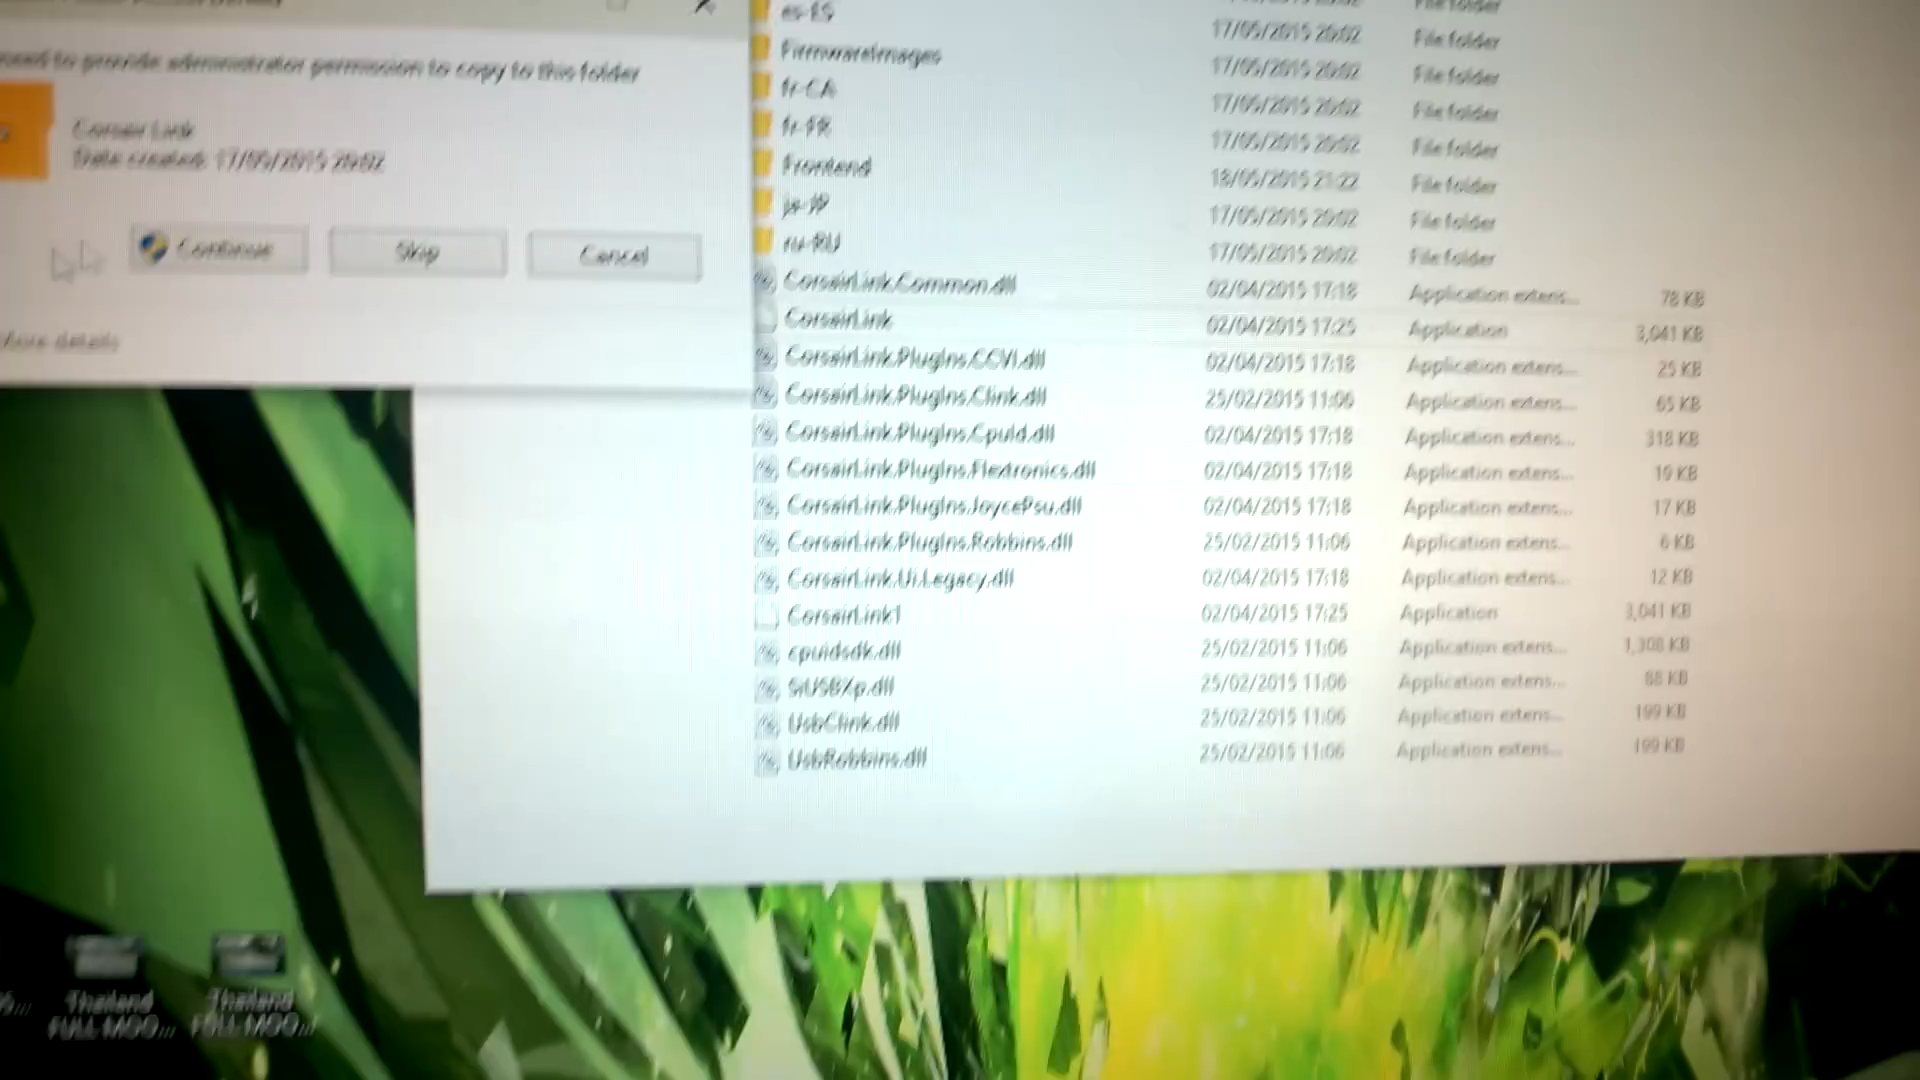 need to provide administrator permission to copy to this folder
Corsair Link
Date created: 17/05/2015 20:02
Continue
Skip
Cancel
More details
es-ES
File folder
FirmwareImages 17/05/2015 20:02 File folder
fr-CA 17/05/2015 20:02 File folder
fr-FR 17/05/2015 20:02 File folder
Frontend 17/05/2015 20:02 File folder
18/05/2015 21:22 File folder
ja-JP 17/05/2015 20:02 File folder
ru-RU 17/05/2015 20:02 File folder
CorsairLink.Common.dll 02/04/2015 17:18 Application extens... 78 KB
CorsairLink 02/04/2015 17:25 Application 3,041 KB
CorsairLink.PlugIns.CCVI.dll 02/04/2015 17:18 Application extens... 25 KB
CorsairLink.PlugIns.Clink.dll 25/02/2015 11:06 Application extens... 65 KB
CorsairLink.PlugIns.CpuId.dll 02/04/2015 17:18 Application extens... 318 KB
CorsairLink.PlugIns.Flextronics.dll 02/04/2015 17:18 Application extens... 19 KB
CorsairLink.PlugIns.JoycePsu.dll 02/04/2015 17:18 Application extens... 17 KB
CorsairLink.PlugIns.Robbins.dll 25/02/2015 11:06 Application extens... 6 KB
CorsairLink.Ui.Legacy.dll 02/04/2015 17:18 Application extens... 12 KB
CorsairLink1 02/04/2015 17:25 Application 3,041 KB
cpuidsdk.dll 25/02/2015 11:06 Application extens... 1,308 KB
SiUSBXp.dll 25/02/2015 11:06 Application extens... 88 KB
UsbClink.dll 25/02/2015 11:06 Application extens... 199 KB
UsbRobbins.dll 25/02/2015 11:06 Application extens... 199 KB
Thailand
FULL MOO...
Thailand
FULL MOO...